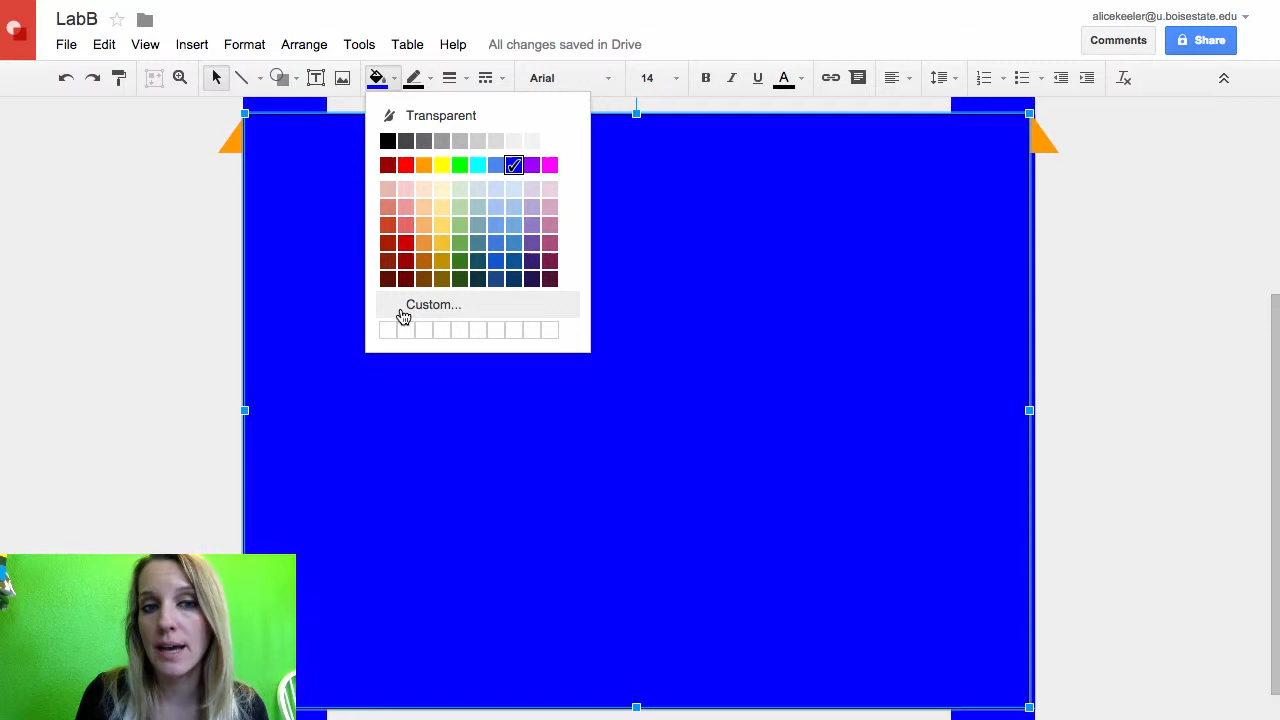 LabB
alicekeeler@u.boisestate.edu
File Edit View Insert Format Arrange Tools Table Help All changes saved in Drive
Comments Share
Arial 14 B I U A
Transparent
Custom...